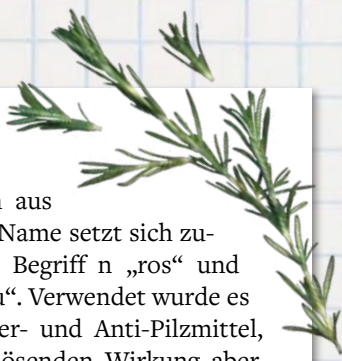 aus
Name setzt sich zu-
Begriff n „ros“ und
“. Verwendet wurde es
er- und Anti-Pilzmittel,
ösenden Wirkung aber